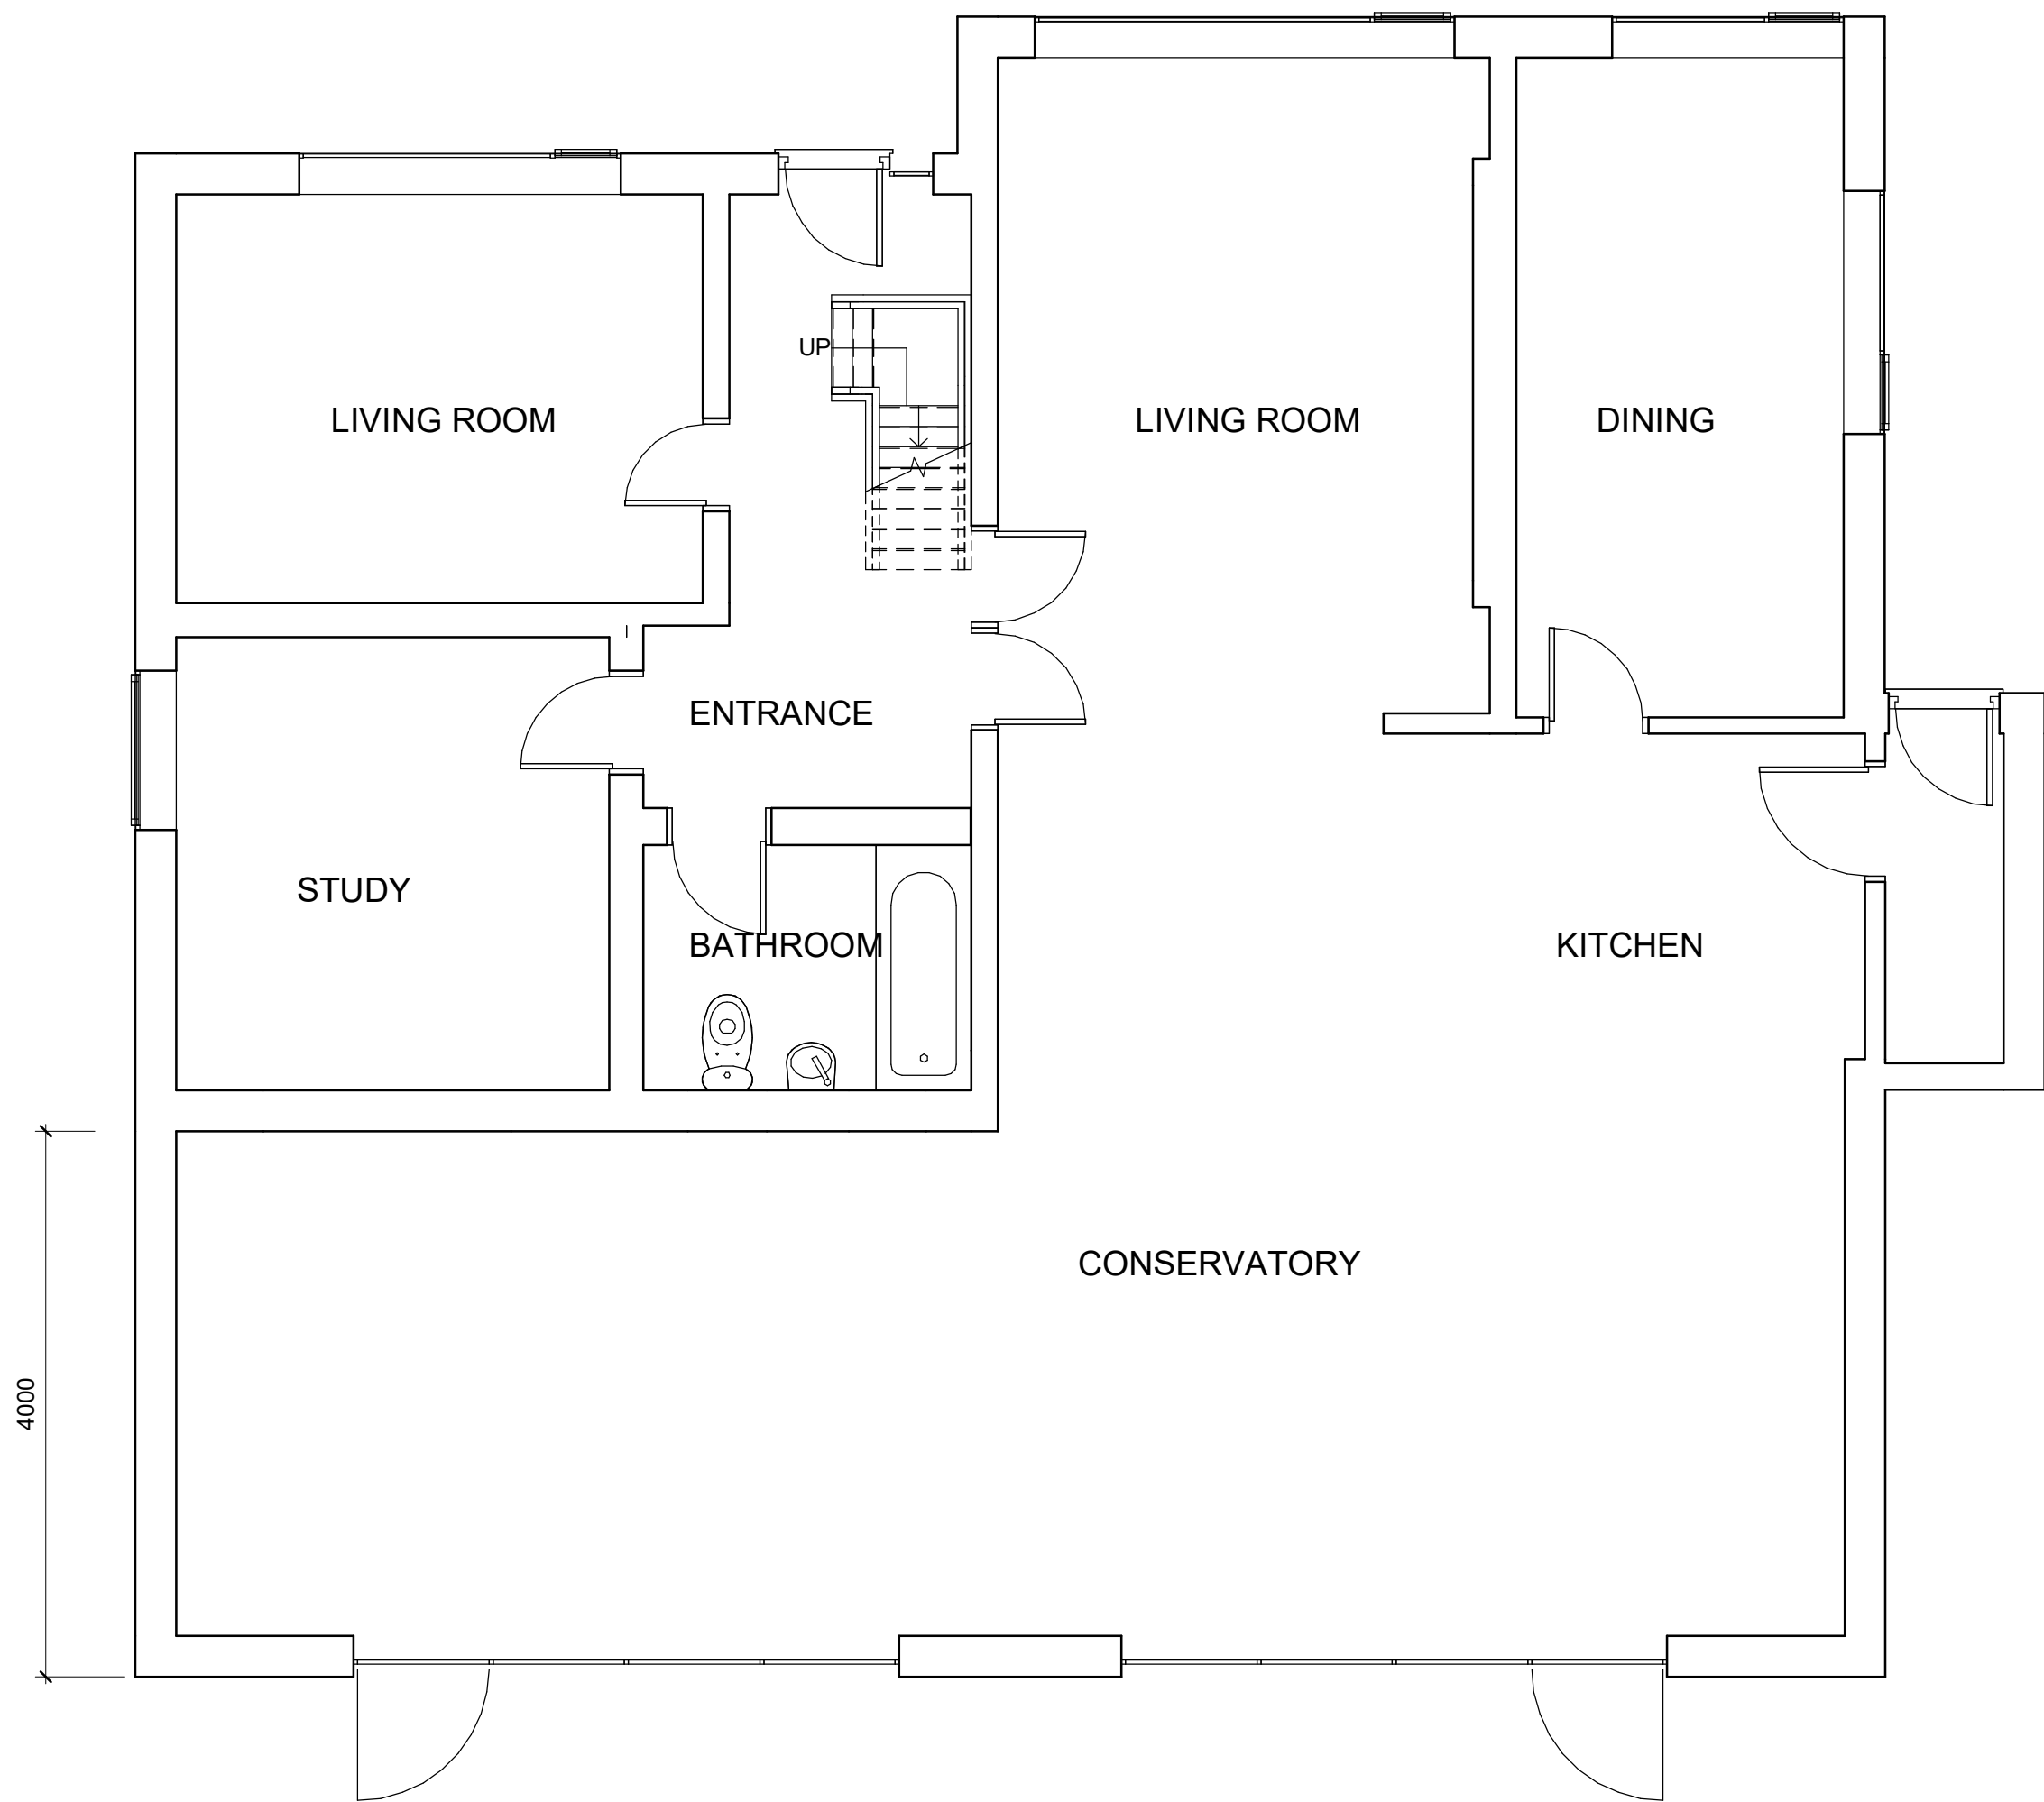 UP
LIVING ROOM
LIVING ROOM
DINING
ENTRANCE
STUDY
BATHROOM
KITCHEN
CONSERVATORY
4000